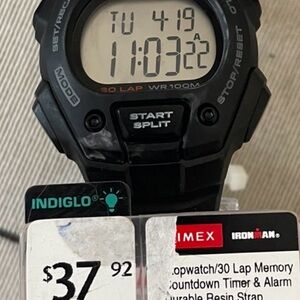 TU 4-19
A
11:03 22
SET/REC
MODE
STOP/RESET
30 LAP WR100M
START
SPLIT
INDIGLO
$37 92
IMEX IRONMAN
topwatch/30 Lap Memory
ountdown Timer & Alarm
urable Resin Strap